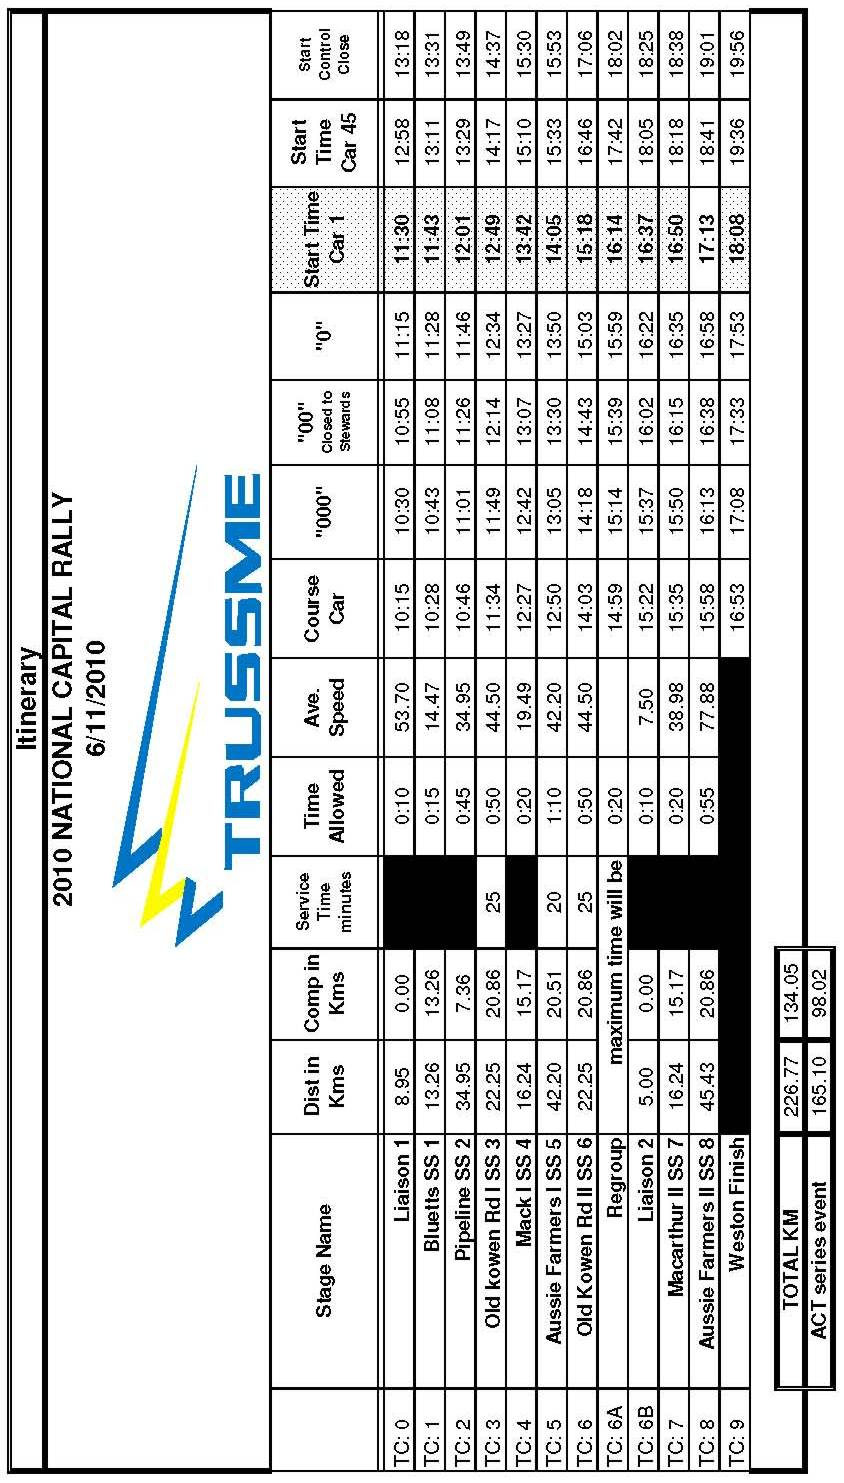 Itinerary
2010 NATIONAL CAPITAL RALLY
6/11/2010
TRUSSME
Stage Name Dist in Kms Comp in Kms Service Time minutes Time Allowed Ave. Speed Course Car "000" "00" Closed to Stewards "0" Start Time Car 1 Start Time Car 45 Start Control Close
TC: 0 Liaison 1 8.95 0.00 0:10 53.70 10:15 10:30 10:55 11:15 11:30 12:58 13:18
TC: 1 Bluetts SS 1 13.26 13.26 0:15 14.47 10:28 10:43 11:08 11:28 11:43 13:11 13:31
TC: 2 Pipeline SS 2 34.95 7.36 0:45 34.95 10:46 11:01 11:26 11:46 12:01 13:29 13:49
TC: 3 Old kowen Rd I SS 3 22.25 20.86 25 0:50 44.50 11:34 11:49 12:14 12:34 12:49 14:17 14:37
TC: 4 Mack I SS 4 16.24 15.17 0:20 19.49 12:27 12:42 13:07 13:27 13:42 15:10 15:30
TC: 5 Aussie Farmers I SS 5 42.20 20.51 20 1:10 42.20 12:50 13:05 13:30 13:50 14:05 15:33 15:53
TC: 6 Old Kowen Rd II SS 6 22.25 20.86 25 0:50 44.50 14:03 14:18 14:43 15:03 15:18 16:46 17:06
TC: 6A Regroup maximum time will be 0:20 14:59 15:14 15:39 15:59 16:14 17:42 18:02
TC: 6B Liaison 2 5.00 0.00 0:10 7.50 15:22 15:37 16:02 16:22 16:37 18:05 18:25
TC: 7 Macarthur II SS 7 16.24 15.17 0:20 38.98 15:35 15:50 16:15 16:35 16:50 18:18 18:38
TC: 8 Aussie Farmers II SS 8 45.43 20.86 0:55 77.88 15:58 16:13 16:38 16:58 17:13 18:41 19:01
TC: 9 Weston Finish 16:53 17:08 17:33 17:53 18:08 19:36 19:56
TOTAL KM 226.77 134.05
ACT series event 165.10 98.02